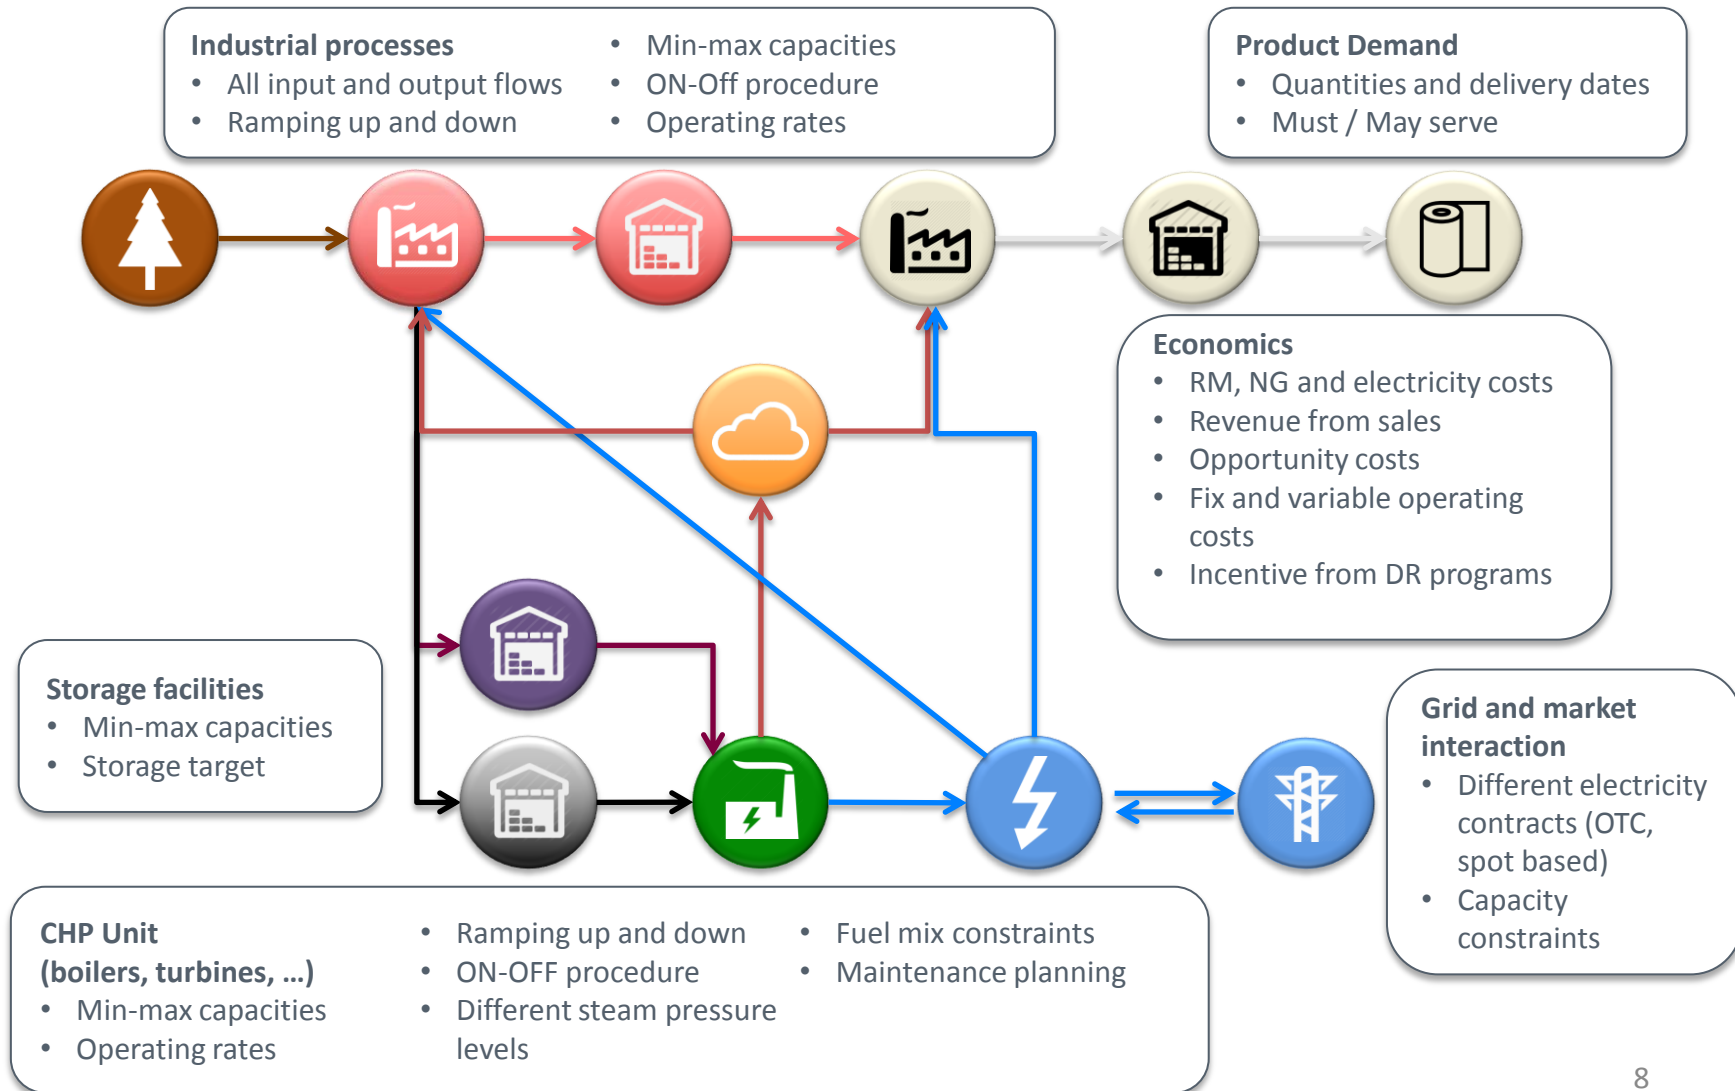 Industrial processes
• All input and output flows
• Ramping up and down
• Min-max capacities
• ON-Off procedure
• Operating rates
Product Demand
• Quantities and delivery dates
• Must / May serve
Economics
• RM, NG and electricity costs
• Revenue from sales
• Opportunity costs
• Fix and variable operating
costs
• Incentive from DR programs
Storage facilities
• Min-max capacities
• Storage target
Grid and market
interaction
• Different electricity
contracts (OTC,
spot based)
• Capacity
constraints
CHP Unit
(boilers, turbines, ...)
• Min-max capacities
• Operating rates
• Ramping up and down
• ON-OFF procedure
• Different steam pressure
levels
• Fuel mix constraints
• Maintenance planning
8